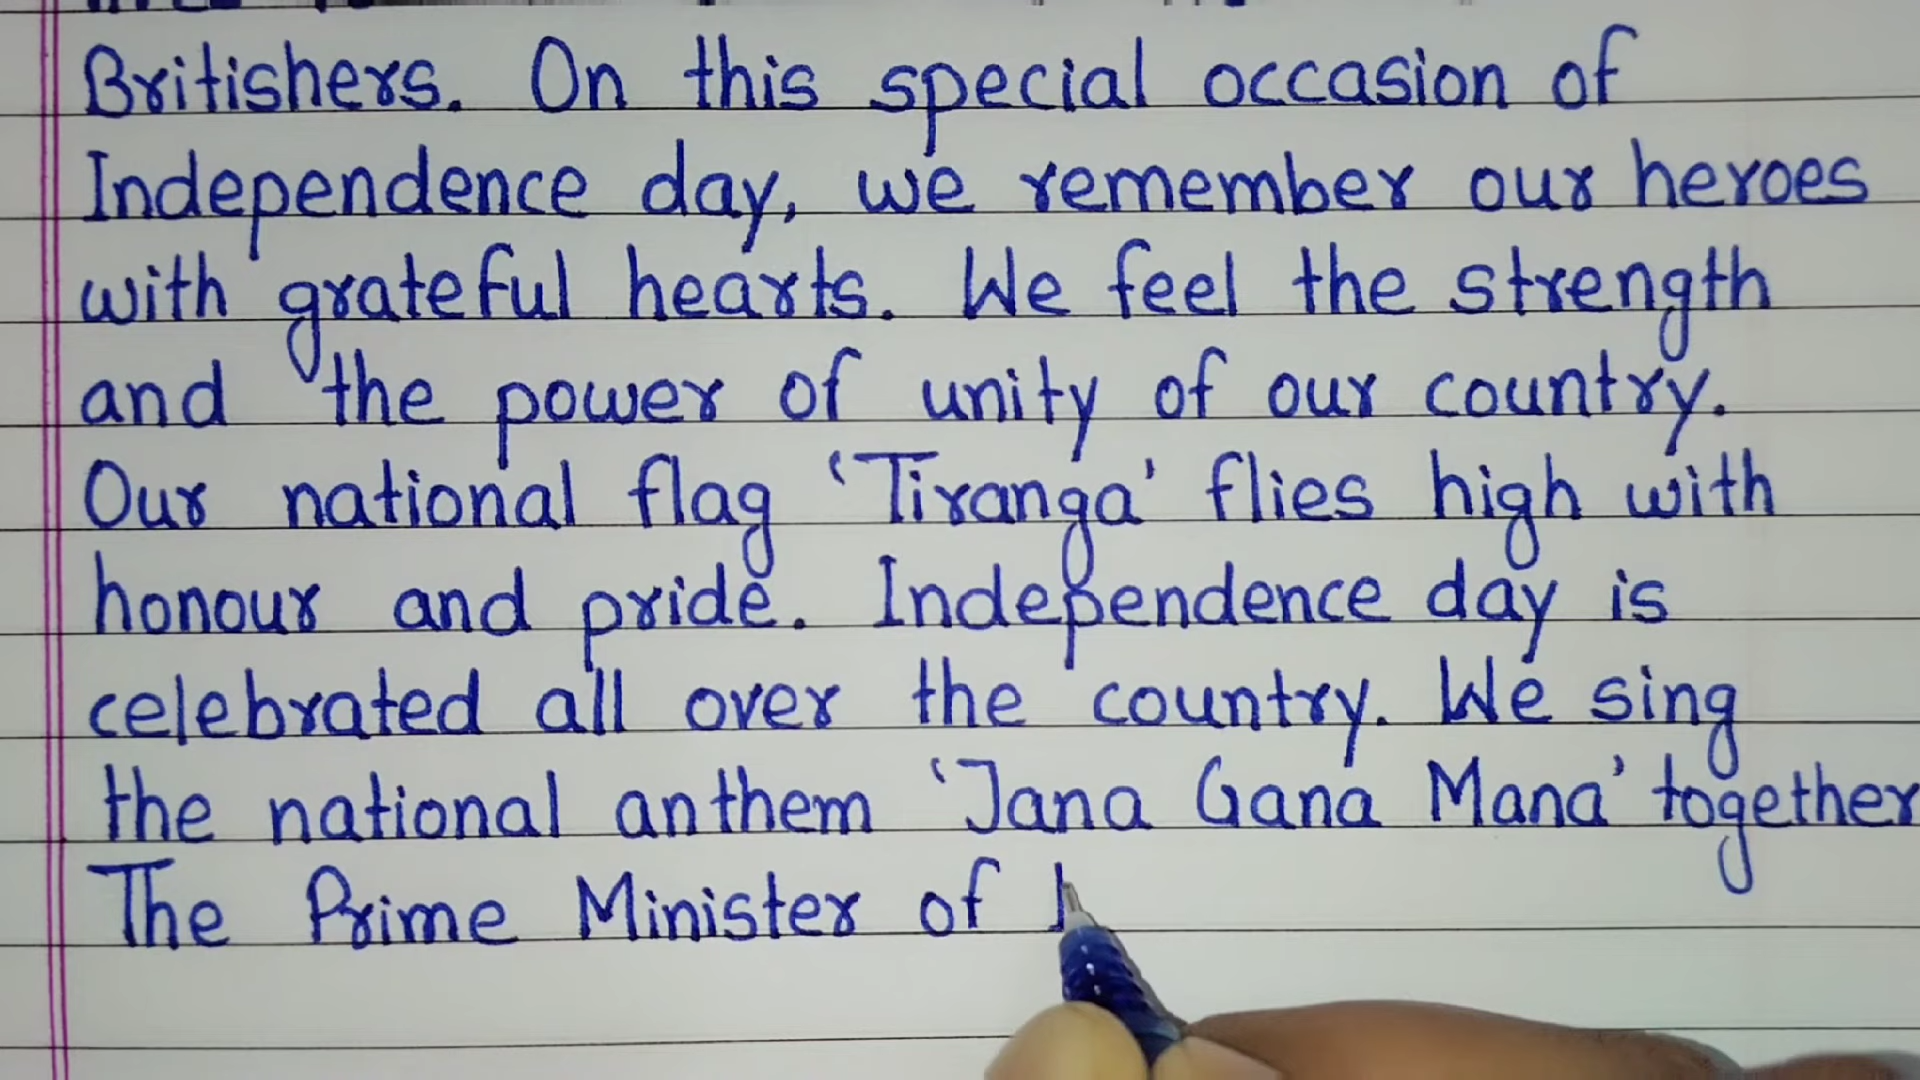 Britishers. On this special occasion of
Independence day, we remember our heroes
with grateful hearts. We feel the strength
and the power of unity of our country.
Our national flag 'Tiranga' flies high with
honour and pride. Independence day is
celebrated all over the country. We sing
the national anthem 'Jana Gana Mana' together
The Prime Minister of